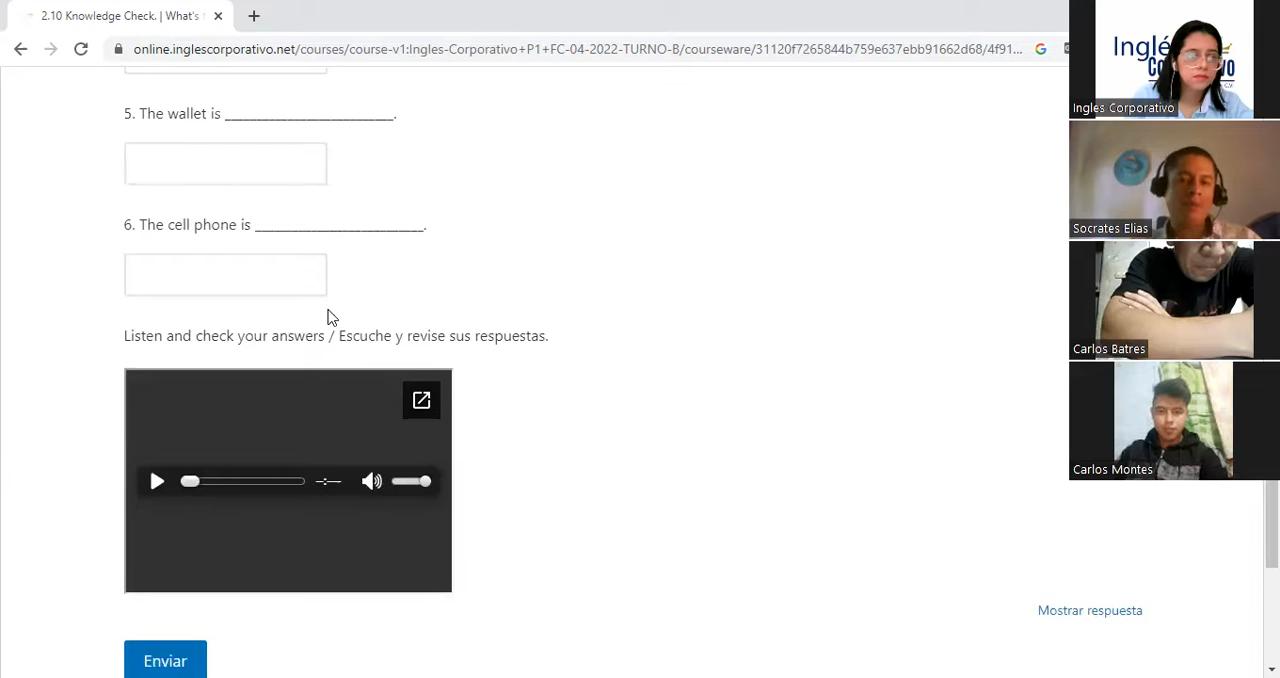 2.10 Knowledge Check. | What's
online.inglescorporativo.net/courses/course-v1:Ingles-Corporativo+P1+FC-04-2022-TURNO-B/courseware/31120f7265844b759e637ebb91662d68/4f91...
5. The wallet is ________________________.
6. The cell phone is ________________________.
Listen and check your answers / Escuche y revise sus respuestas.
-:--
Mostrar respuesta
Enviar
Ingles Corporativo
Socrates Elias
Carlos Batres
Carlos Montes